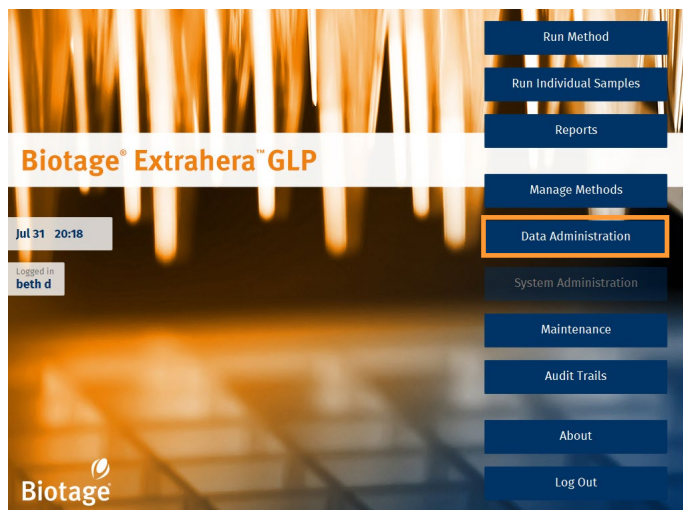 Run Method
Run Individual Samples
Reports
Biotage® Extrahera™ GLP
Manage Methods
Jul 31 20:18
Data Administration
Logged in
beth d
System Administration
Maintenance
Audit Trails
About
Biotage
Log Out